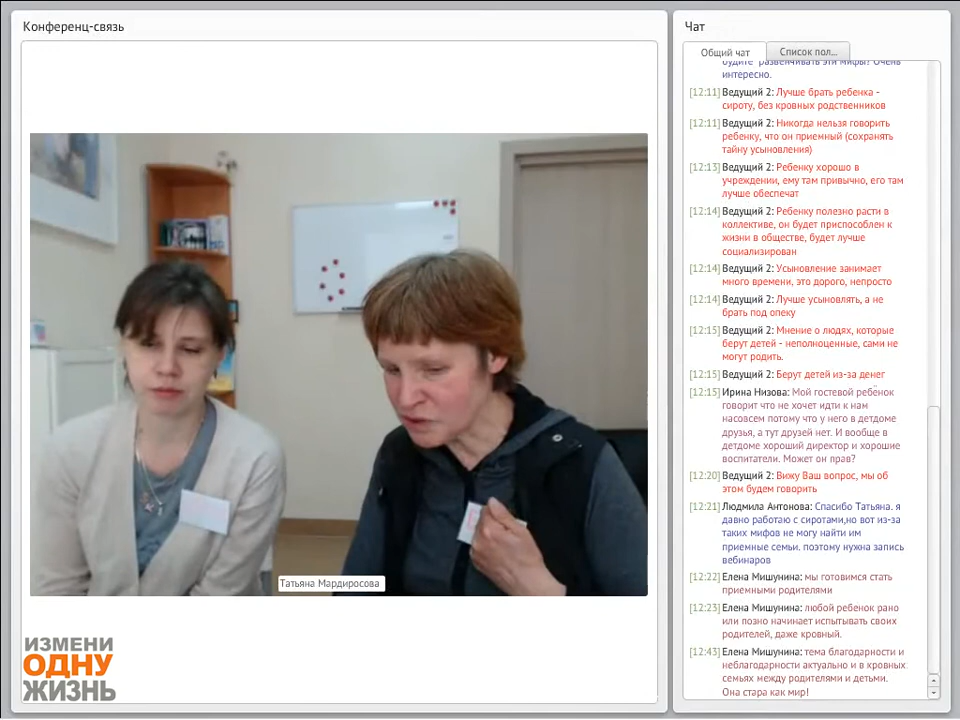 Конференц-связь
Татьяна Мардиросова
ИЗМЕНИ
ОДНУ
ЖИЗНЬ
Чат
Общий чат
Список пол...
будите развенчивать эти мифы? Очень
интересно.
[12:11] Ведущий 2: Лучше брать ребенка -
сироту, без кровных родственников
[12:11] Ведущий 2: Никогда нельзя говорить
ребенку, что он приемный (сохранять
тайну усыновления)
[12:13] Ведущий 2: Ребенку хорошо в
учреждении, ему там привычно, его там
лучше обеспечат
[12:14] Ведущий 2: Ребенку полезно расти в
коллективе, он будет приспособлен к
жизни в обществе, будет лучше
социализирован
[12:14] Ведущий 2: Усыновление занимает
много времени, это дорого, непросто
[12:14] Ведущий 2: Лучше усыновлять, а не
брать под опеку
[12:15] Ведущий 2: Мнение о людях, которые
берут детей - неполноценные, сами не
могут родить.
[12:15] Ведущий 2: Берут детей из-за денег
[12:15] Ирина Низова: Мой гостевой ребёнок
говорит что не хочет идти к нам
насовсем потому что у него в детдоме
друзья, а тут друзей нет. И вообще в
детдоме хороший директор и хорошие
воспитатели. Может он прав?
[12:20] Ведущий 2: Вижу Ваш вопрос, мы об
этом будем говорить
[12:21] Людмила Антонова: Спасибо Татьяна. я
давно работаю с сиротами,но вот из-за
таких мифов не могу найти им
приемные семьи. поэтому нужна запись
вебинаров
[12:22] Елена Мишунина: мы готовимся стать
приемными родителями
[12:23] Елена Мишунина: любой ребенок рано
или позно начинает испытывать своих
родителей, даже кровный.
[12:43] Елена Мишунина: тема благодарности и
неблагодарности актуально и в кровных
семьях между родителями и детьми.
Она стара как мир!